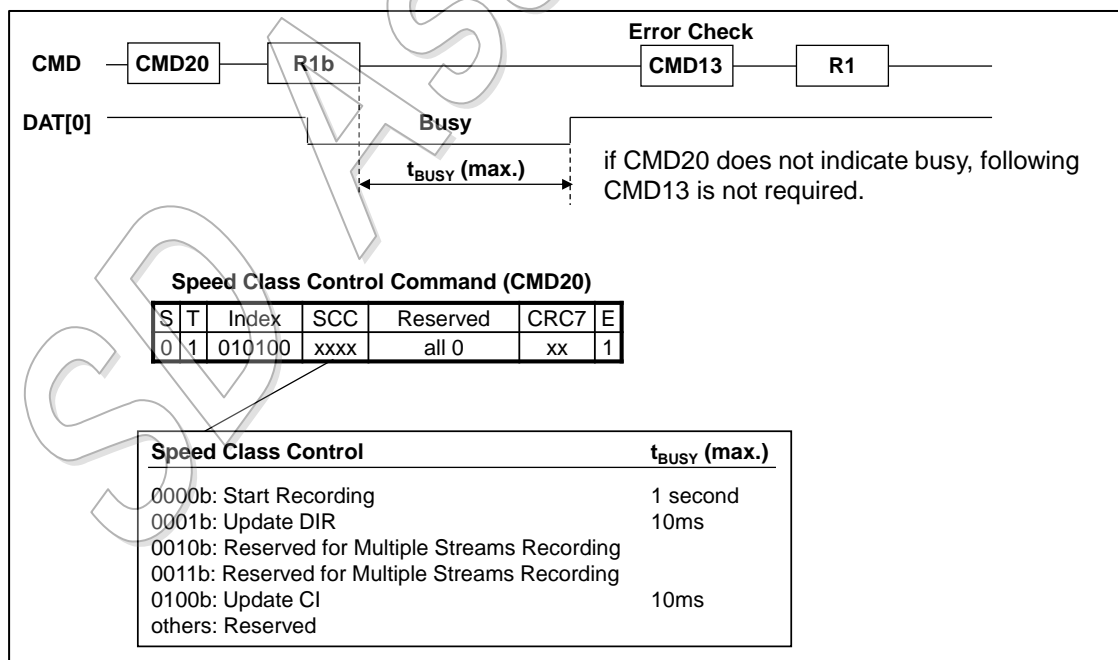 Error Check
CMD CMD20 R1b CMD13 R1
DAT[0] Busy
tBUSY (max.)
if CMD20 does not indicate busy, following
CMD13 is not required.
Speed Class Control Command (CMD20)
S T Index SCC Reserved CRC7 E
0 1 010100 xxxx all 0 xx 1
Speed Class Control tBUSY (max.)
0000b: Start Recording 1 second
0001b: Update DIR 10ms
0010b: Reserved for Multiple Streams Recording
0011b: Reserved for Multiple Streams Recording
0100b: Update CI 10ms
others: Reserved